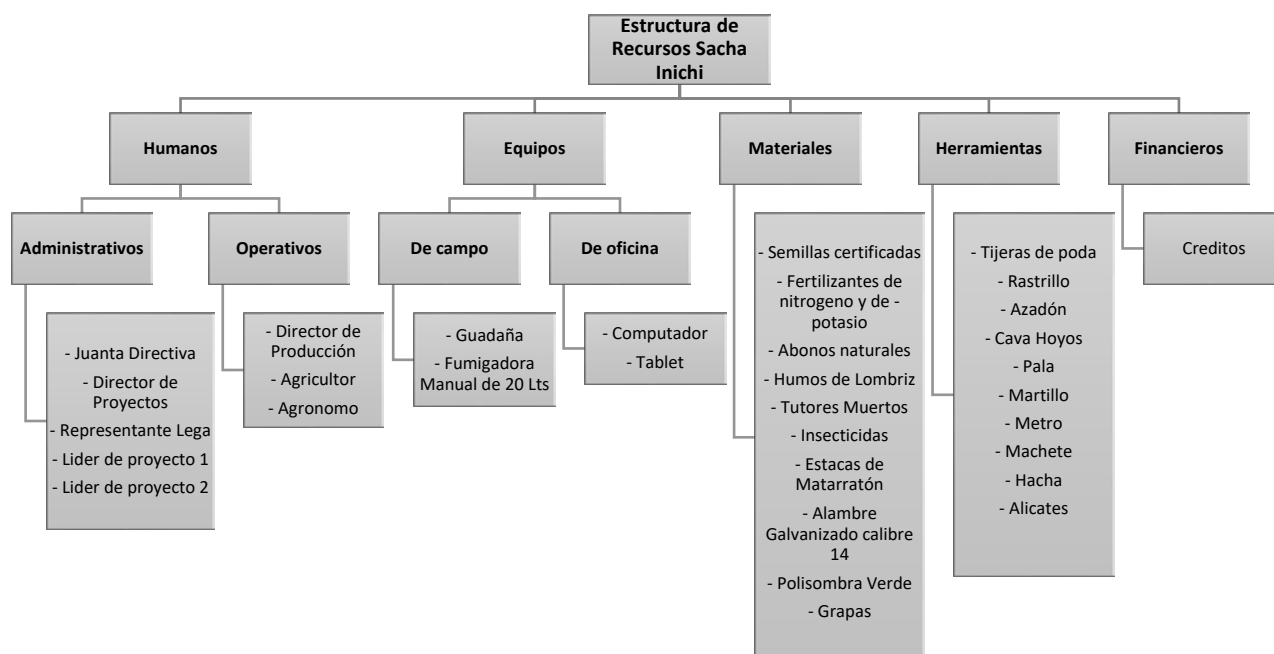 Estructura de
Recursos Sacha
Inichi
Humanos
Equipos
Materiales
Herramientas
Financieros
Administrativos
Operativos
De campo
De oficina
- Juanta Directiva
- Director de
Proyectos
- Representante Lega
- Lider de proyecto 1
- Lider de proyecto 2
- Director de
Producción
- Agricultor
- Agronomo
- Guadaña
- Fumigadora
Manual de 20 Lts
- Computador
- Tablet
- Semillas certificadas
- Fertilizantes de
nitrogeno y de -
potasio
- Abonos naturales
- Humos de Lombriz
- Tutores Muertos
- Insecticidas
- Estacas de
Matarratón
- Alambre
Galvanizado calibre
14
- Polisombra Verde
- Grapas
- Tijeras de poda
- Rastrillo
- Azadón
- Cava Hoyos
- Pala
- Martillo
- Metro
- Machete
- Hacha
- Alicates
Creditos